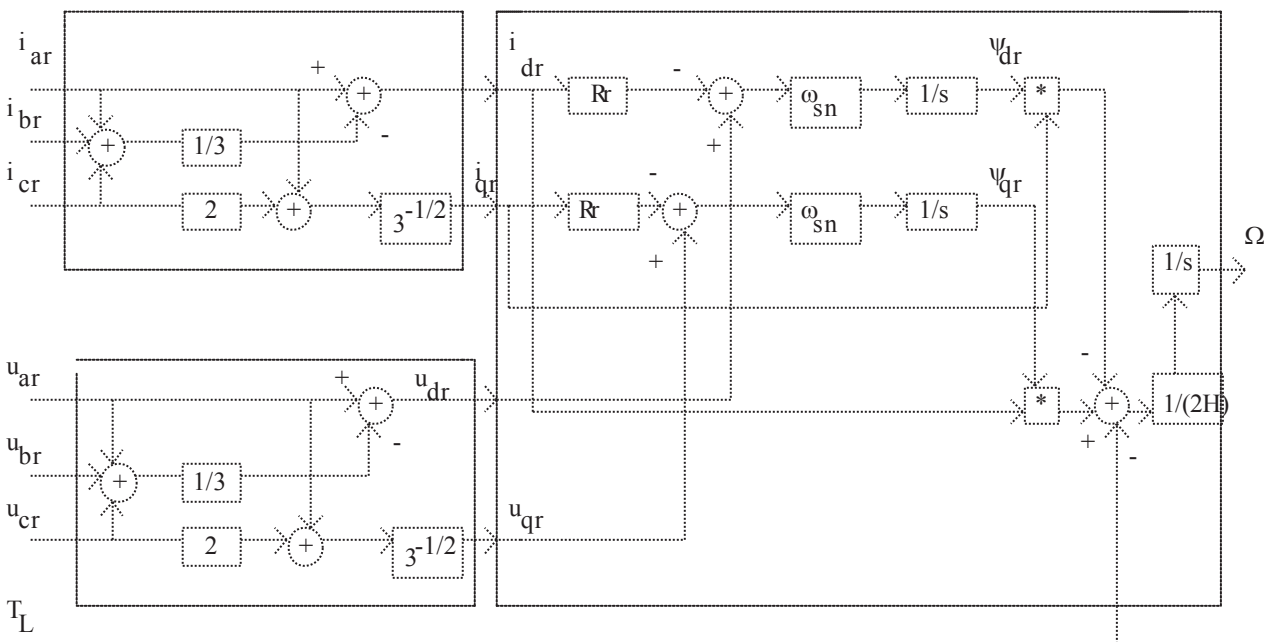 i ar
i dr
ψ dr
+
-
Rr
+
ω sn
1/s
*
i br
+
1/3
-
+
i cr
i qr
ψ qr
2
+
3 -1/2
Rr
-
+
+
ω sn
1/s
1/s
Ω
u ar
+
u dr
-
+
*
+
1/(2H)
u br
-
+
-
+
1/3
u cr
u qr
2
+
3 -1/2
T L